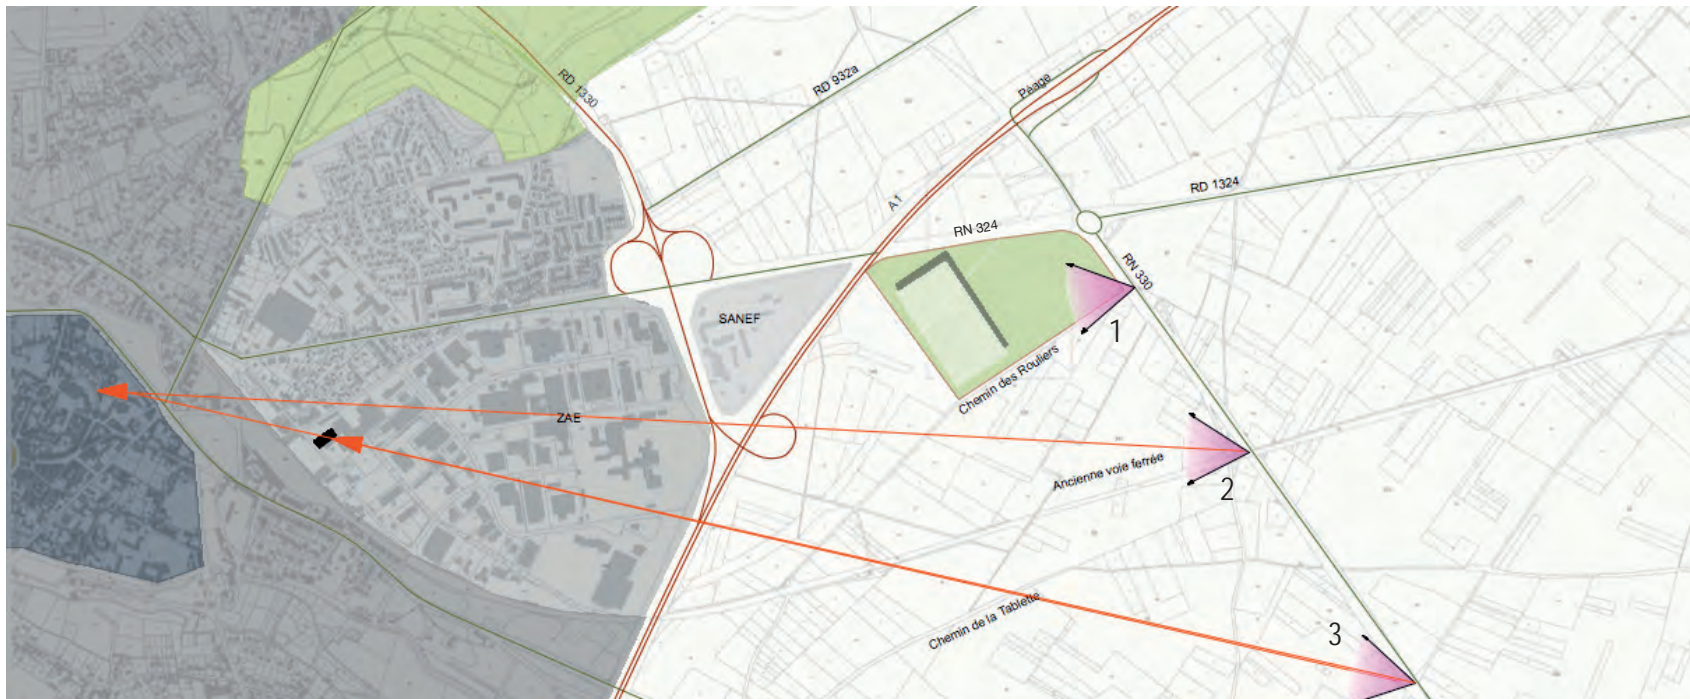 RD 1330
RD 932a
Péage
A1
RD 1324
RN 324
RN 330
SANEF
1
Chemin des Rouliers
ZAE
Ancienne voie ferrée
2
Chemin de la Tablette
3